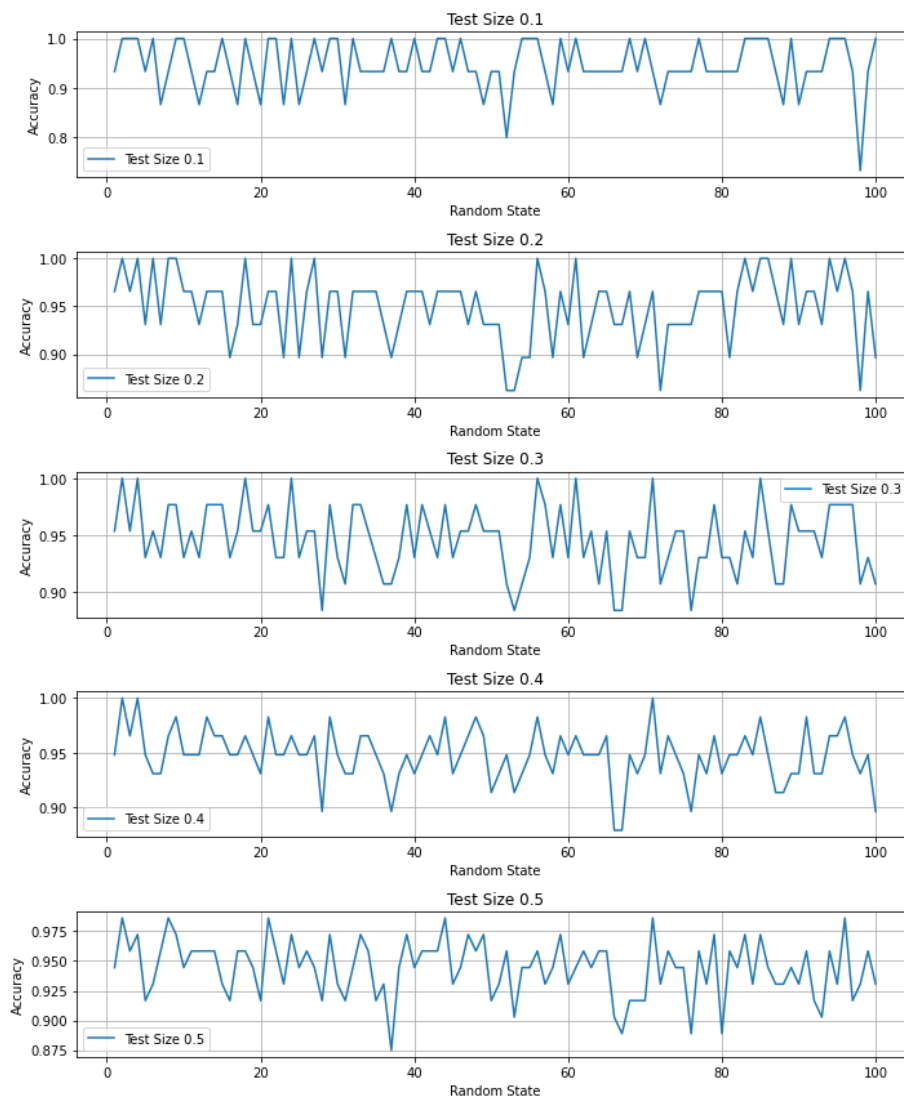 Test Size 0.1
1.0
0.9
0.8
Accuracy
Test Size 0.1
0 20 40 60 80 100
Random State
Test Size 0.2
1.00
0.95
0.90
Accuracy
Test Size 0.2
0 20 40 60 80 100
Random State
Test Size 0.3
1.00
Test Size 0.3
0.95
0.90
Accuracy
0 20 40 60 80 100
Random State
Test Size 0.4
1.00
0.95
0.90
Accuracy
Test Size 0.4
0 20 40 60 80 100
Random State
Test Size 0.5
0.975
0.950
0.925
0.900
0.875
Accuracy
Test Size 0.5
0 20 40 60 80 100
Random State